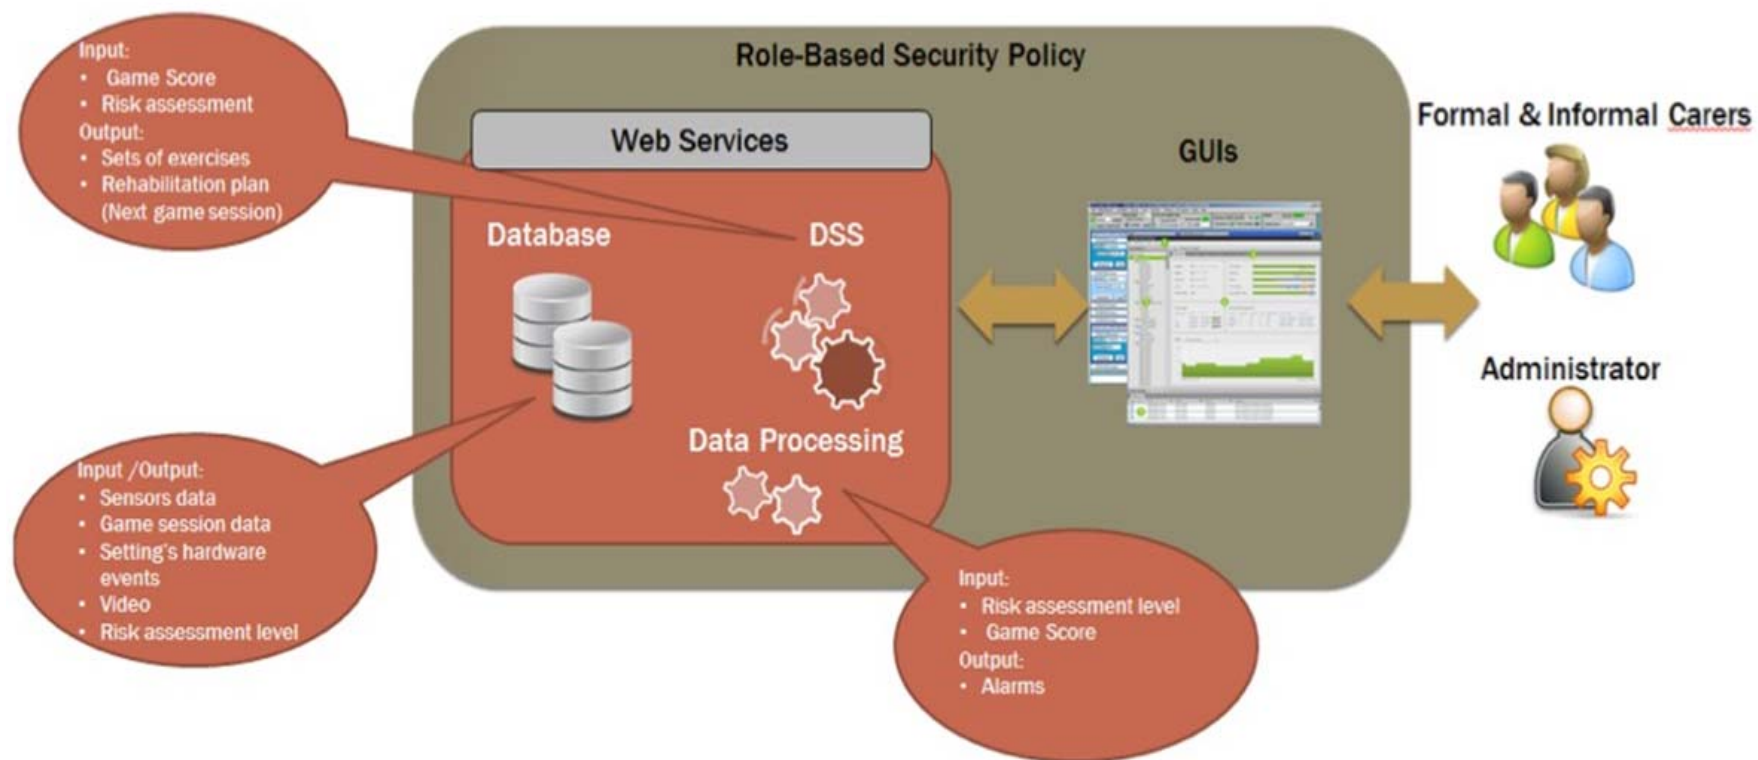 Input:
• Game Score
• Risk assessment
Output:
• Sets of exercises
• Rehabilitation plan
(Next game session)
Role-Based Security Policy
Web Services
Database
DSS
Data Processing
GUIs
Formal & Informal Carers
Administrator
Input /Output:
• Sensors data
• Game session data
• Setting's hardware
events
• Video
• Risk assessment level
Input:
• Risk assessment level
• Game Score
Output:
• Alarms